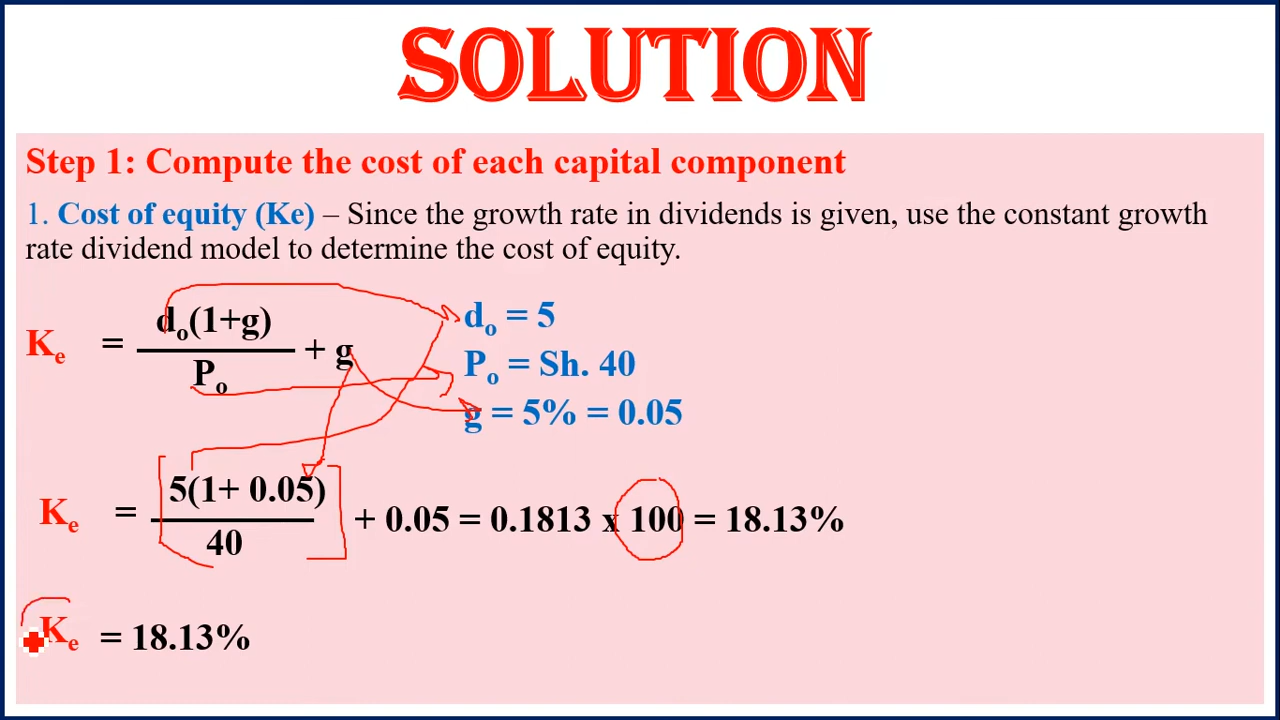 SOLUTION
Step 1: Compute the cost of each capital component
1. Cost of equity (Ke) – Since the growth rate in dividends is given, use the constant growth
rate dividend model to determine the cost of equity.
Ke = do(1+g) / Po + g
do = 5
Po = Sh. 40
g = 5% = 0.05
Ke = 5(1+ 0.05) / 40 + 0.05 = 0.1813 x 100 = 18.13%
Ke = 18.13%